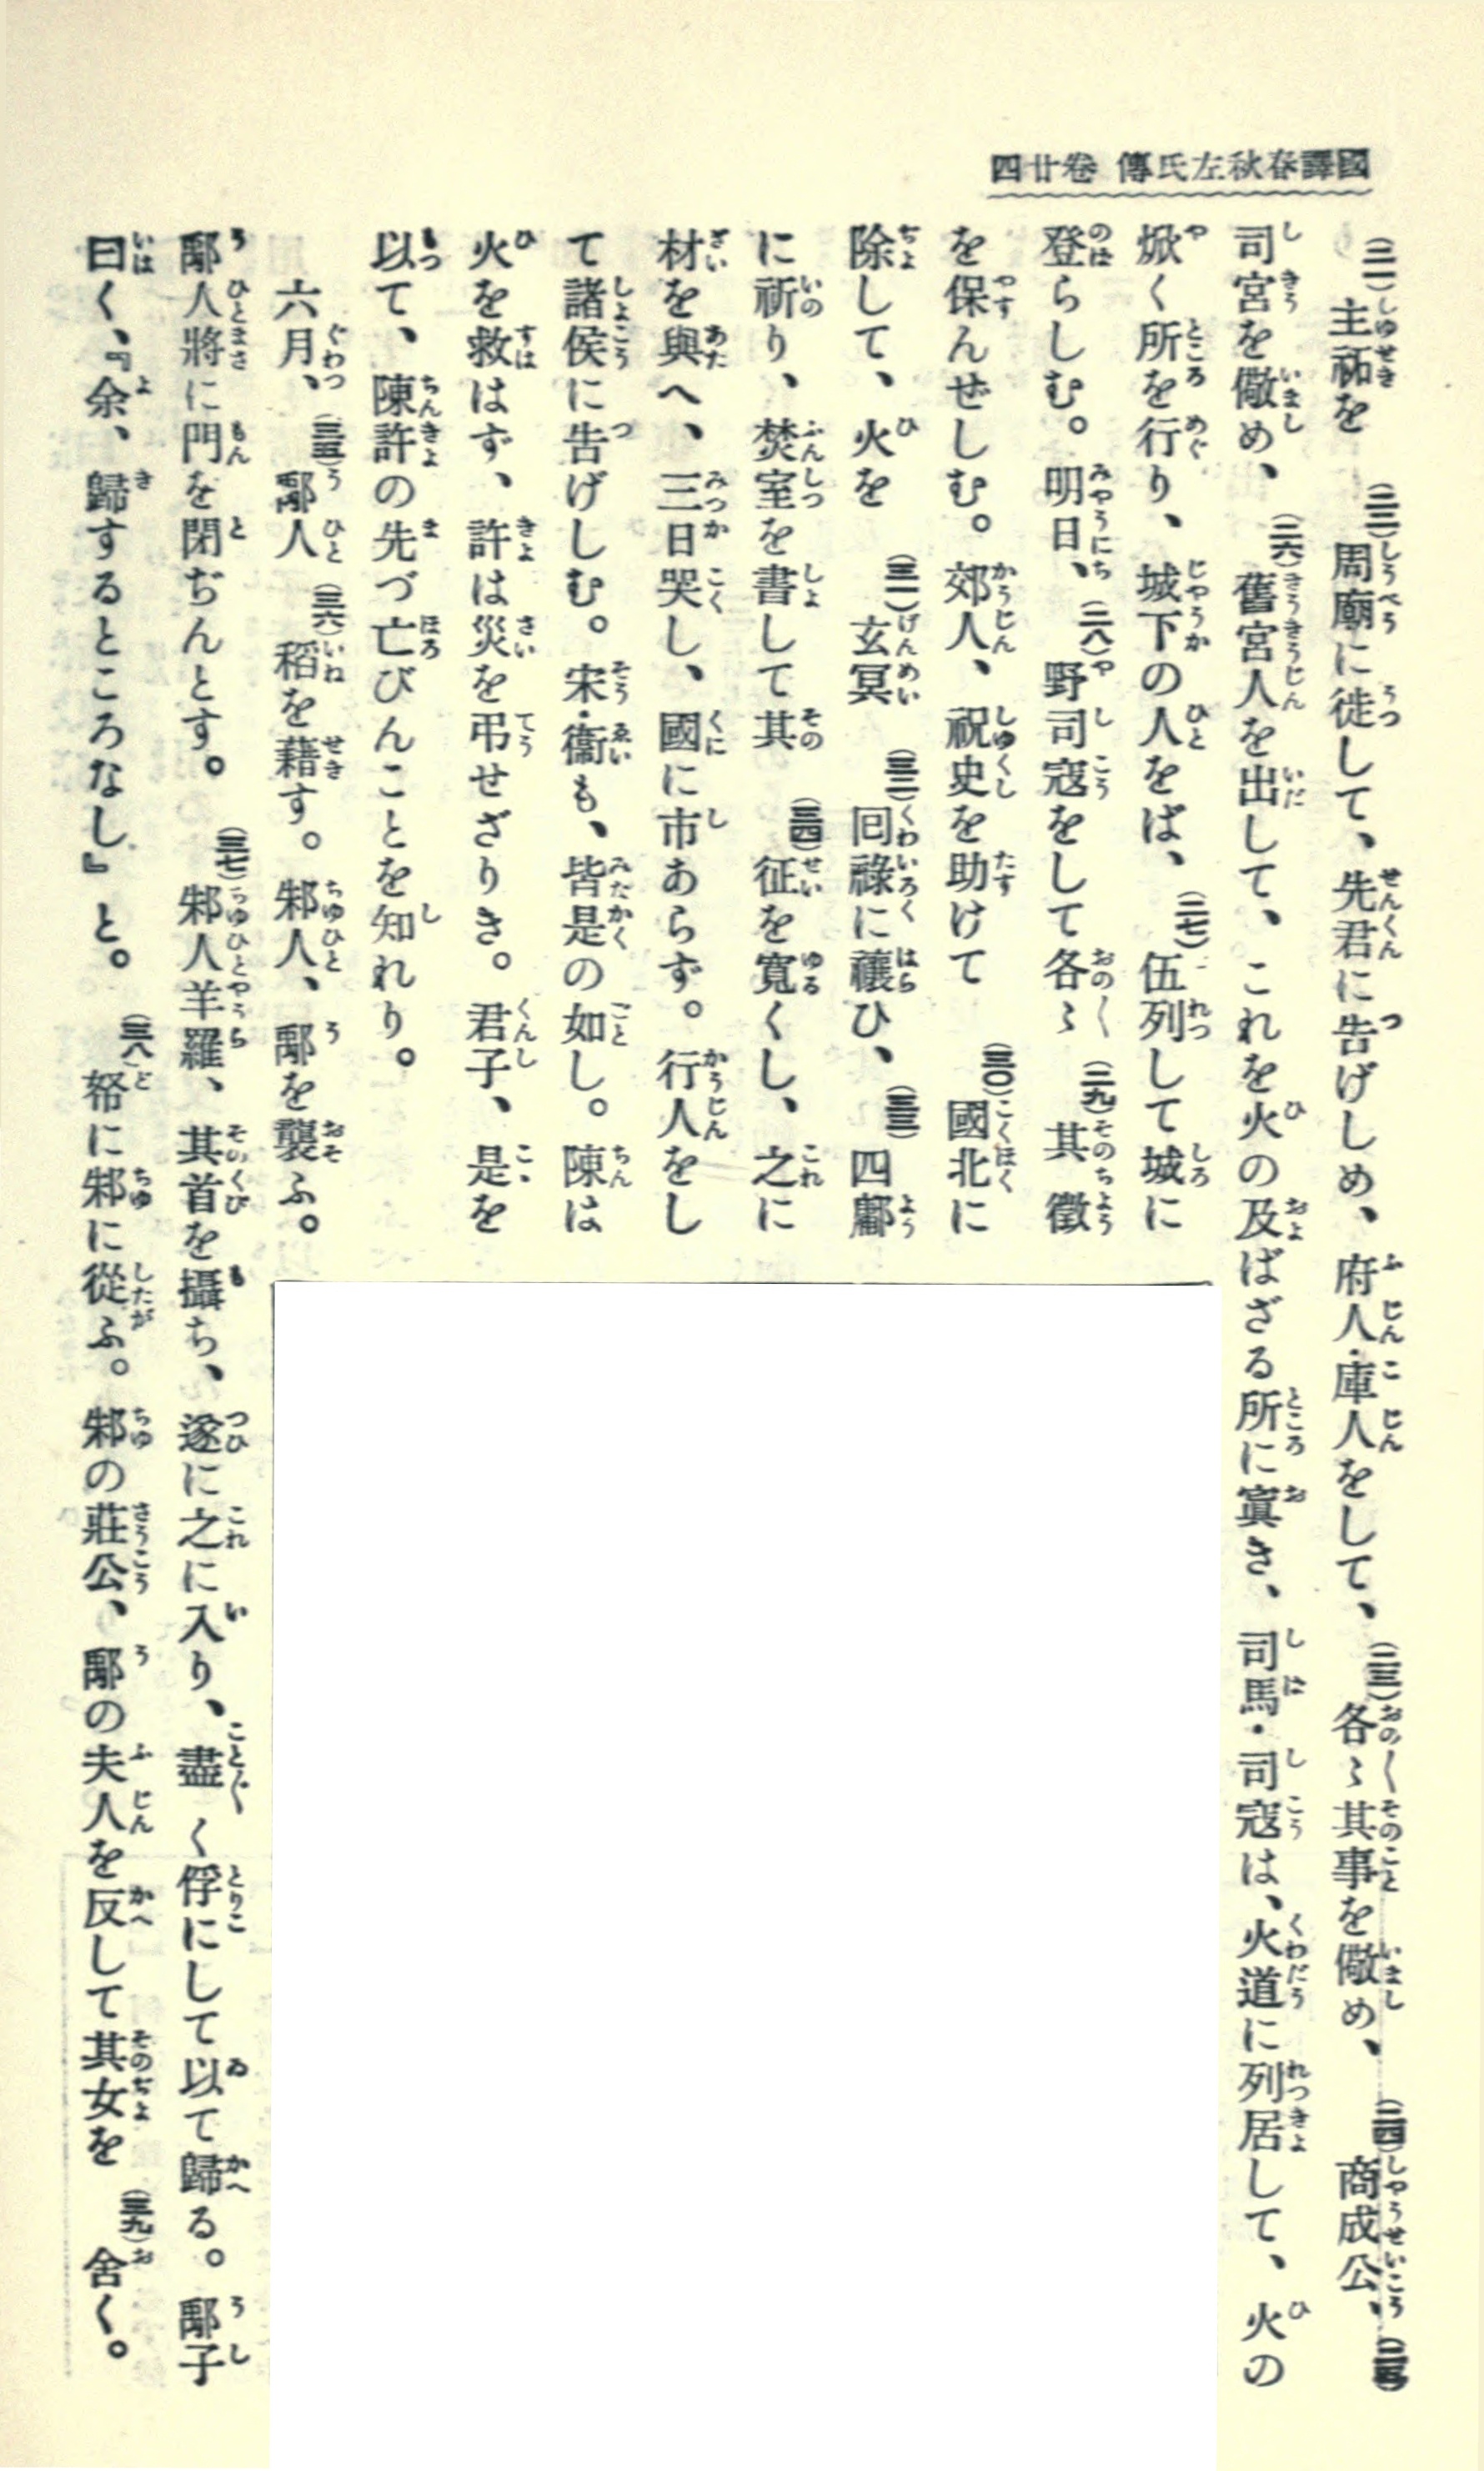 國譯春秋左氏傳 卷廿四
(二一)主祏を(二二)周廟に徒して、先君に告げしめ、府人・庫人をして、(二三)各〻其事を儆め、(二四)商成公、(二五)
司宮を儆め、(二六)舊宮人を出して、これを火の及ばざる所に寘き、司馬・司寇は、火道に列居して、火の
焮く所を行り、城下の人をば、(二七)伍列して城に
登らしむ。明日、(二八)野司寇をして各〻(二九)其徵
を保んぜしむ。郊人、祝史を助けて(三〇)國北に
除して、火を(三一)玄冥(三二)囘祿に禳ひ、(三三)四鄘
に祈り、焚室を書して其(三四)征を寬くし、之に
材を與へ、三日哭し、國に市あらず。行人をし
て諸侯に告げしむ。宋・衞も、皆是の如し。陳は
火を救はず、許は災を弔せざりき。君子、是を
以て、陳許の先づ亡びんことを知れり。
六月、(三五)鄅人(三六)稻を藉す。邾人、鄅を襲ふ。
鄅人將に門を閉ぢんとす。(三七)邾人羊羅、其首を攝ち、遂に之に入り、盡く俘にして以て歸る。鄅子
曰く、『余、歸するところなし』と。(三八)帑に邾に從ふ。邾の莊公、鄅の夫人を反して其女を(三九)舍く。